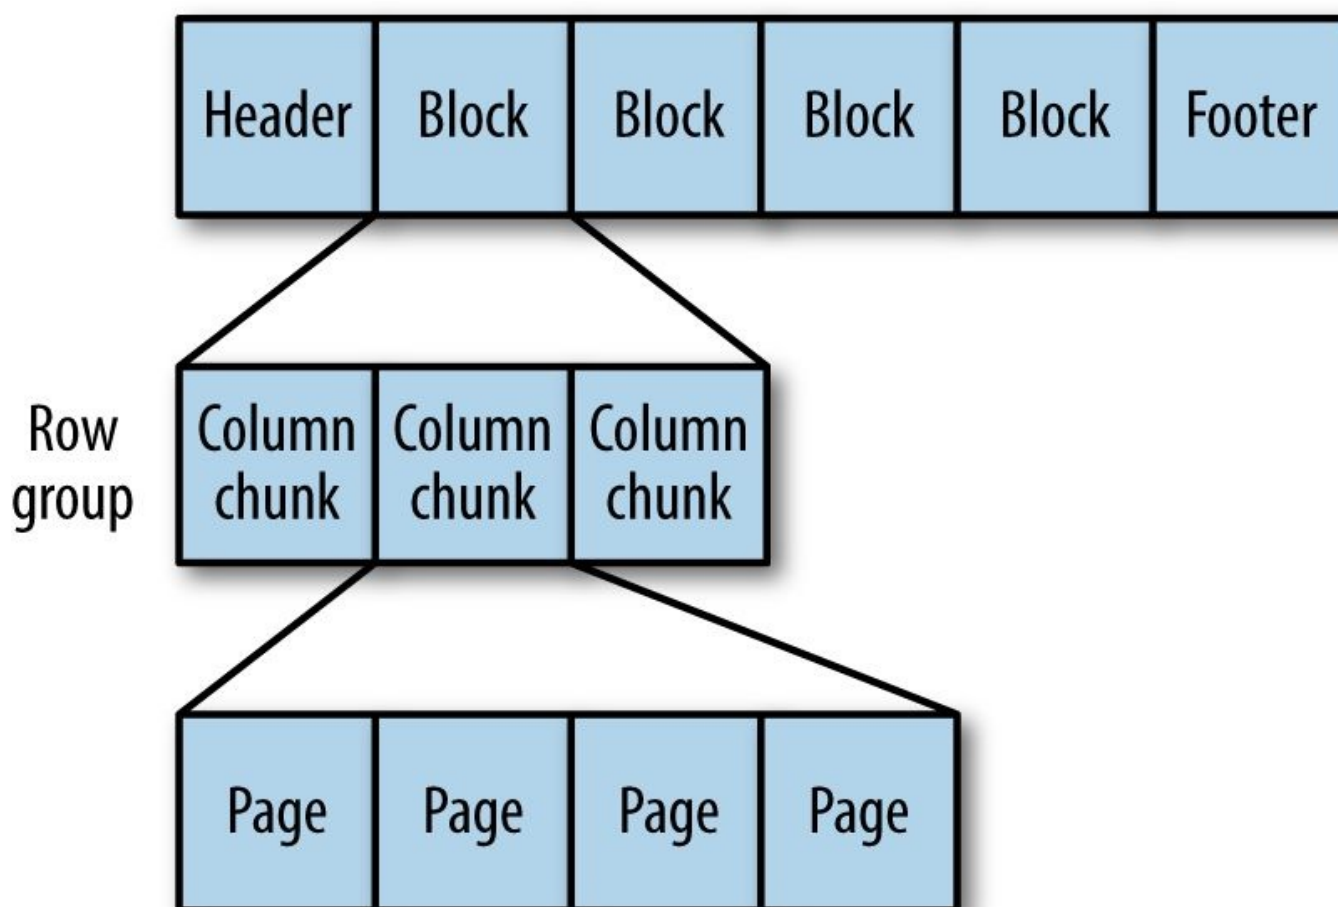 Header Block Block Block Block Footer
Row
group
Column Column Column
chunk chunk chunk
Page Page Page Page